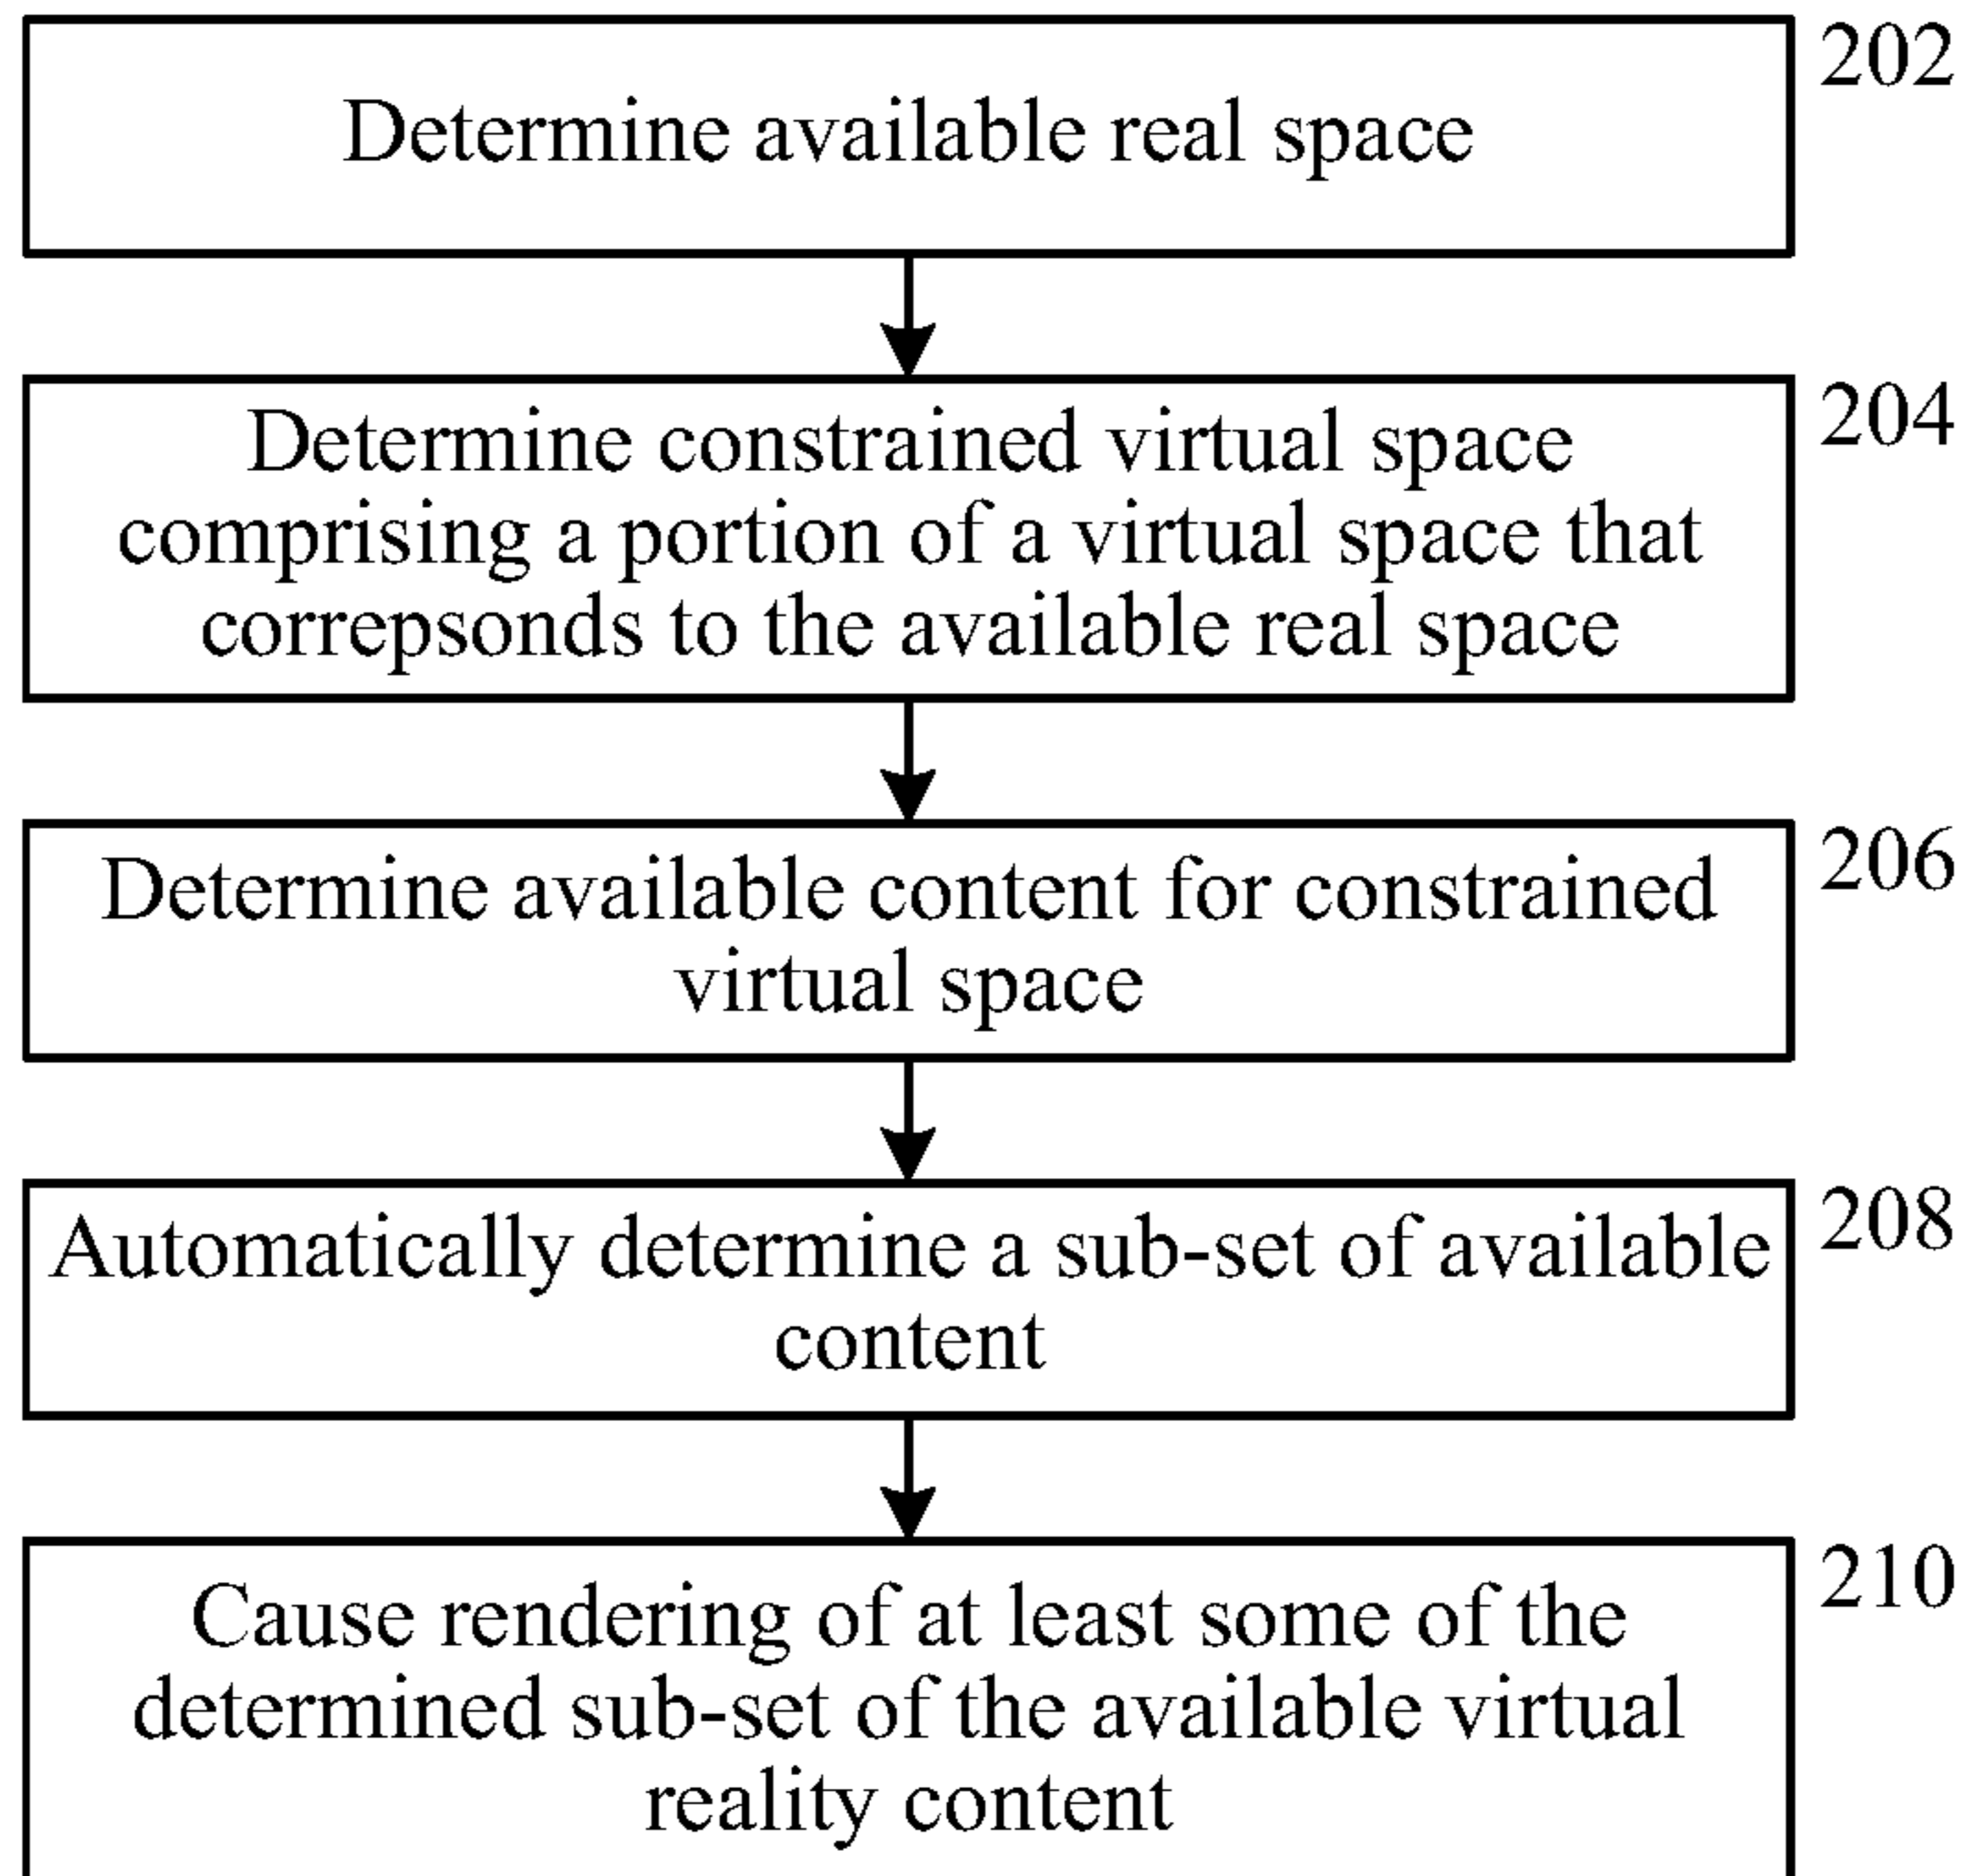 202
Determine available real space
204
Determine constrained virtual space
comprising a portion of a virtual space that
correpsonds to the available real space
206
Determine available content for constrained
virtual space
208
Automatically determine a sub-set of available
content
210
Cause rendering of at least some of the
determined sub-set of the available virtual
reality content